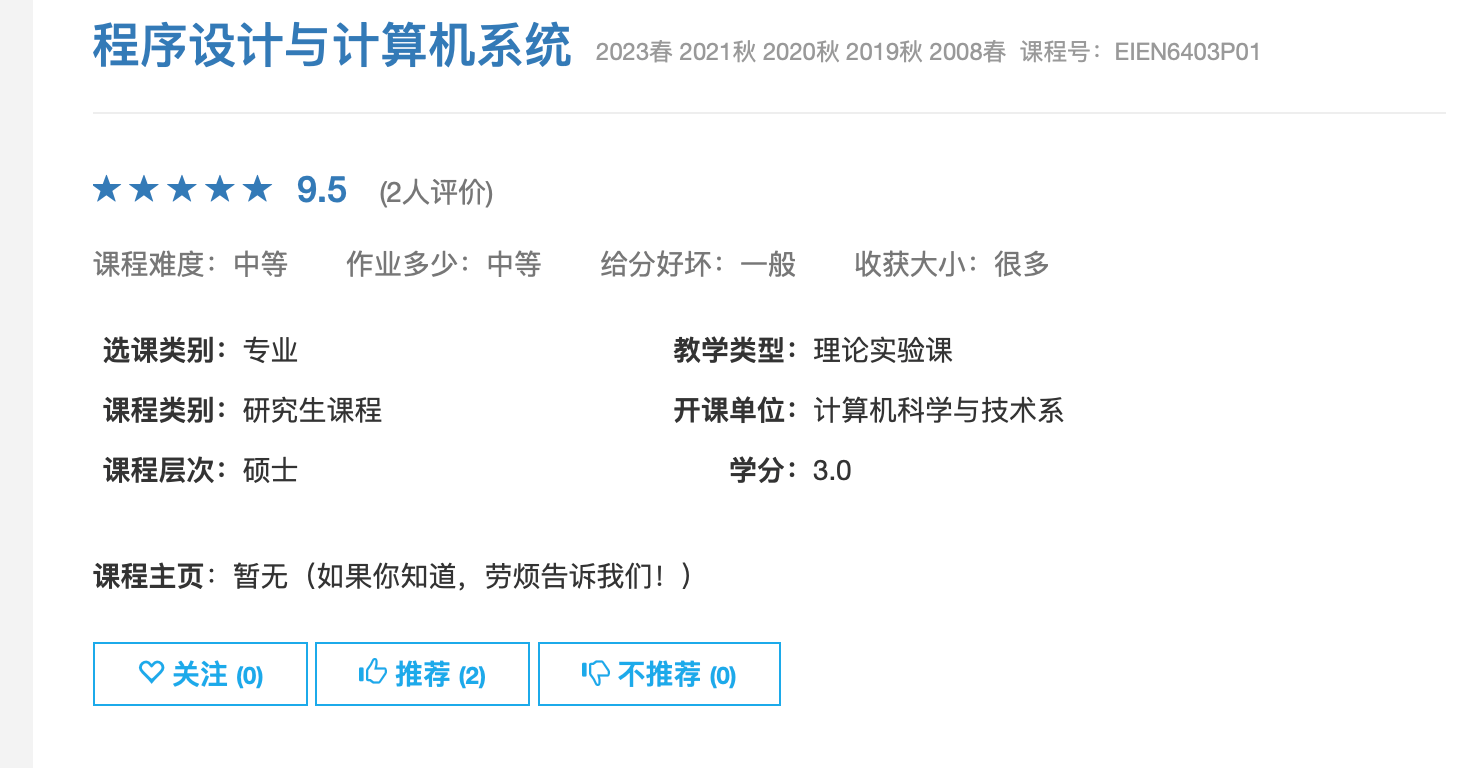 程序设计与计算机系统 2023春 2021秋 2020秋 2019秋 2008春 课程号：EIEN6403P01
9.5 (2人评价)
课程难度：中等 作业多少：中等 给分好坏：一般 收获大小：很多
选课类别：专业 教学类型：理论实验课
课程类别：研究生课程 开课单位：计算机科学与技术系
课程层次：硕士 学分：3.0
课程主页：暂无（如果你知道，劳烦告诉我们！）
关注 (0) 推荐 (2) 不推荐 (0)